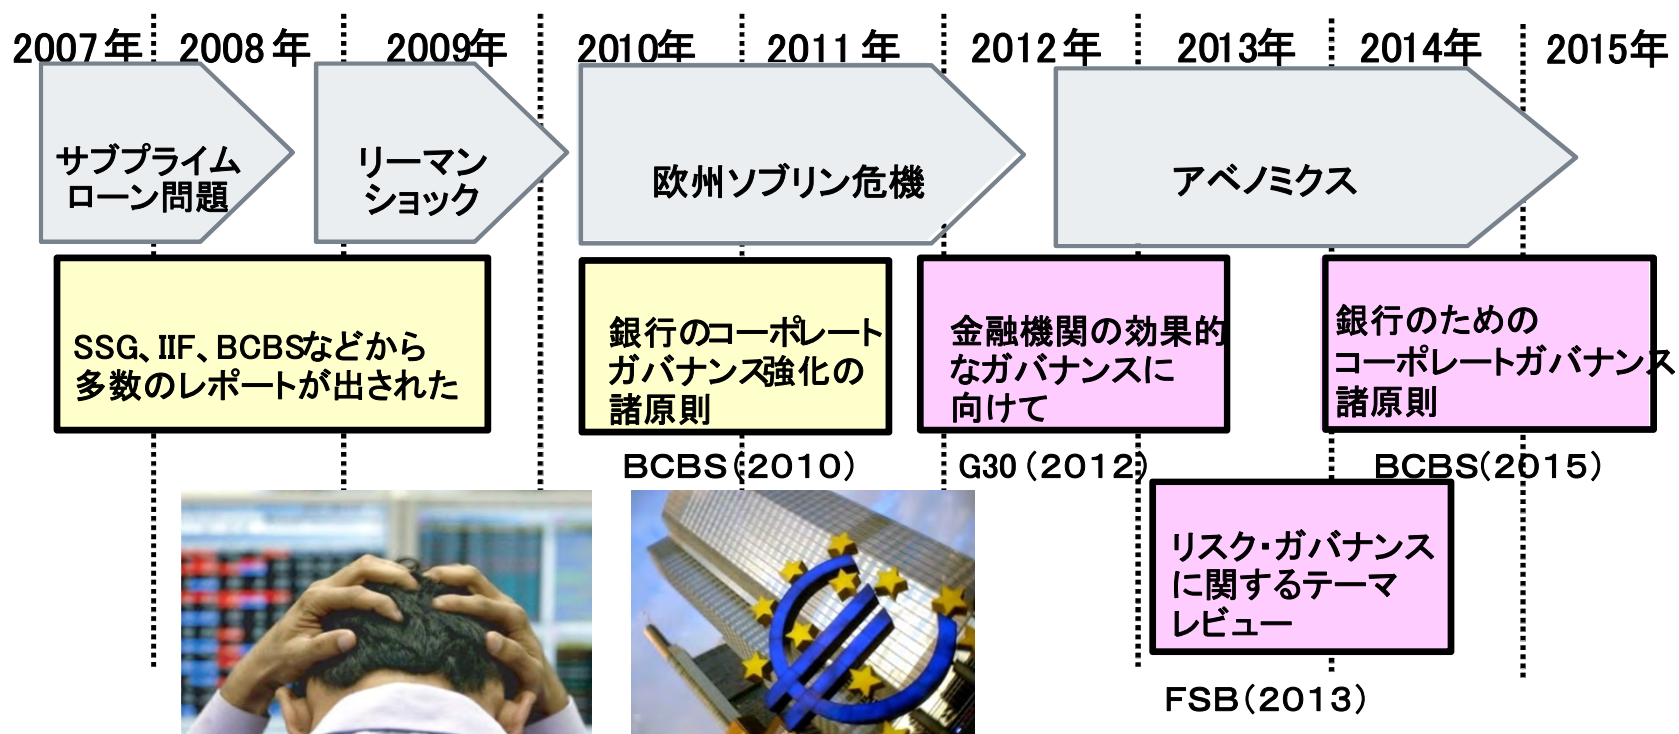 2007年 2008年 2009年 2010年 2011年 2012年 2013年 2014年 2015年
サブプライム
ローン問題
リーマン
ショック
欧州ソブリン危機
アベノミクス
SSG、IIF、BCBSなどから
多数のレポートが出された
銀行のコーポレート
ガバナンス強化の
諸原則
BCBS(2010)
金融機関の効果的
なガバナンスに
向けて
G30(2012)
銀行のための
コーポレートガバナンス
諸原則
BCBS(2015)
リスク・ガバナンス
に関するテーマ
レビュー
FSB(2013)